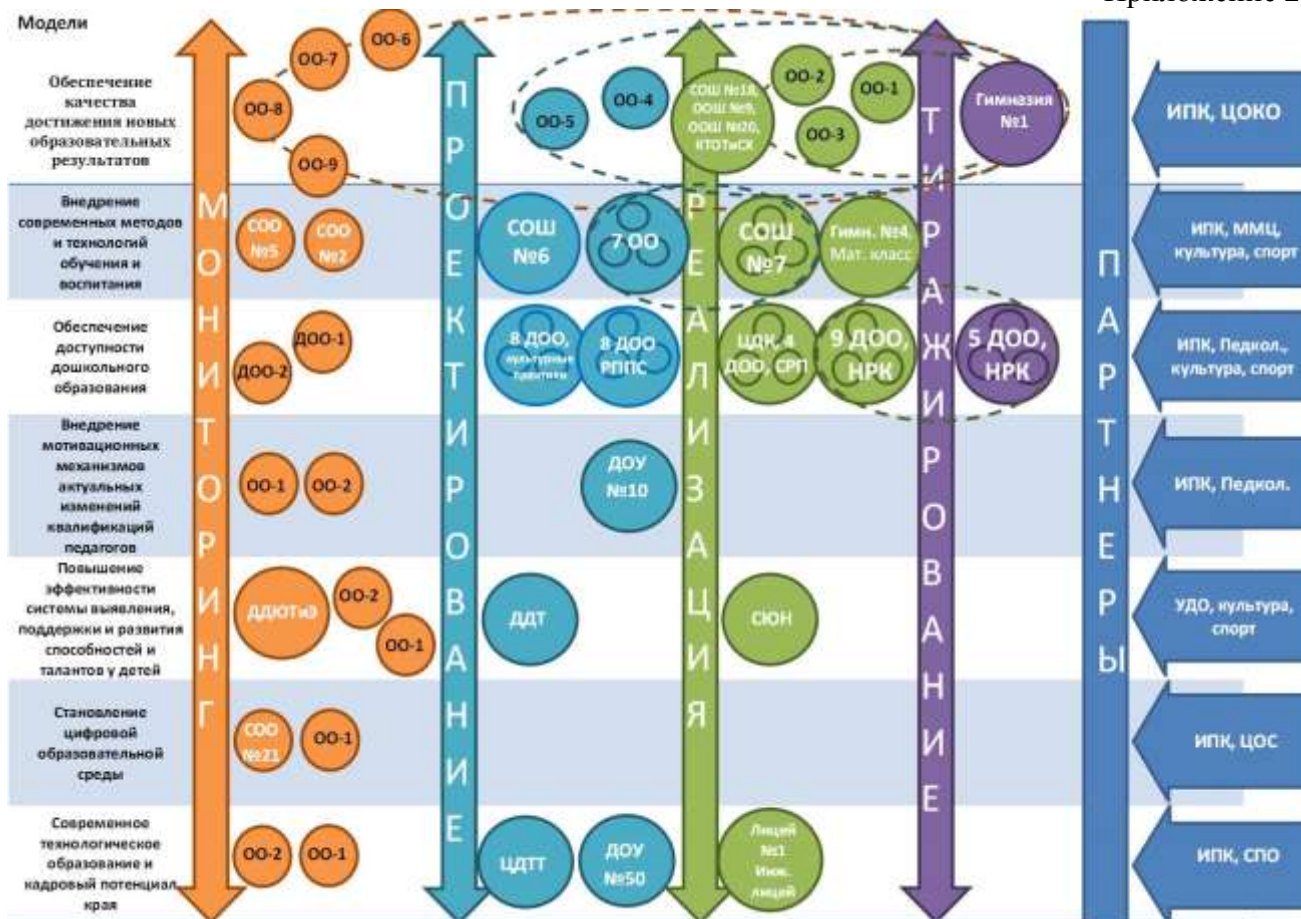 Приложение 2
Модели
Обеспечение
качества
достижения новых
образовательных
результатов
ОО-8
ОО-7
ОО-6
ОО-9
ОО-5
ОО-4
СОШ №18,
ООШ №9,
ООШ №20,
КТОТиСХ
ОО-2
ОО-1
ОО-3
Гимназия
№1
ИПК, ЦОКО
Внедрение
современных методов
и технологий
обучения и
воспитания
СОО
№5
СОО
№2
СОШ
№6
7 ОО
СОШ
№7
Гимн. №4,
Мат. класс
ИПК, ММЦ,
культура, спорт
Обеспечение
доступности
дошкольного
образования
ДОО-2
ДОО-1
8 ДОО,
культурные
практики
8 ДОО
РППС
ЦДК, 4
ДОО, СРП
9 ДОО,
НРК
5 ДОО,
НРК
ИПК, Педкол.,
культура, спорт
Внедрение
мотивационных
механизмов
актуальных
изменений
квалификаций
педагогов
ОО-1
ОО-2
ДОУ
№10
ИПК, Педкол.
Повышение
эффективности
системы выявления,
поддержки и развития
способностей и
талантов у детей
ДДЮТиЭ
ОО-2
ОО-1
ДДТ
СЮН
УДО, культура,
спорт
Становление
цифровой
образовательной
среды
СОО
№21
ОО-1
ИПК, ЦОС
Современное
технологическое
образование и
кадровый потенциал
края
ОО-2
ОО-1
ЦДТТ
ДОУ
№50
Лицей
№1
Инж.
лицей
ИПК, СПО
МОНИТОРИНГ
ПРОЕКТИРОВАНИЕ
РЕАЛИЗАЦИЯ
ТИРАЖИРОВАНИЕ
ПАРТНЕРЫ